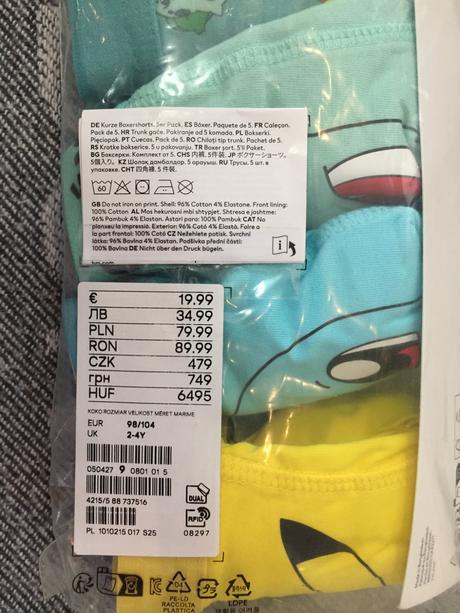 DE Kurze Boxershorts. 5er Pack. ES Bóxer. Paquete de 5. FR Caleçon.
Pack de 5. HR Trunk gaće. Pakiranje od 5 komada. PL Bokserki.
Pięciopak. PT Cuecas. Pack de 5. RO Chiloți tip trunk. Pachet de 5.
RS Kratke bokserice. 5 u pakovanju. TR Boxer şort. 5'li Paket.
BG Боксерки. Комплект от 5. CHS 内裤. 5件装. JP ボクサーショーツ。
5個入り。 KZ Шолақ дамбалдар. 5 орауыш. RU Трусы. 5 шт. в
упаковке. CHT 四角褲. 5 件裝.
60
GB Do not iron on print. Shell: 96% Cotton 4% Elastane. Front lining:
100% Cotton AL Mos hekurosni mbi shtypjet. Shtresa e jashtme:
96% Pambuk 4% Elastan. Astari para: 100% Pambuk CAT No
planxeu la impressió. Exterior: 96% Cotó 4% Elastà. Folre a
la part frontal: 100% Cotó CZ Nežehlete potisk. Svrchní
látka: 96% Bavlna 4% Elastan. Podšívka přední části:
100% Bavlna DE Nicht über den Druck bügeln.
i
€ 19.99
ЛВ 34.99
PLN 79.99
RON 89.99
CZK 479
грн 749
HUF 6495
KOKO ROZMIAR VELIKOST MÉRET MARIME
EUR 98/104
UK 2-4Y
050427 9 0801 01 5
4215/5 88 737516
DUAL
RFID
PL 1010215 017 S25
08297
04
PE-LD
RACCOLTA
PLASTICA
LDPE